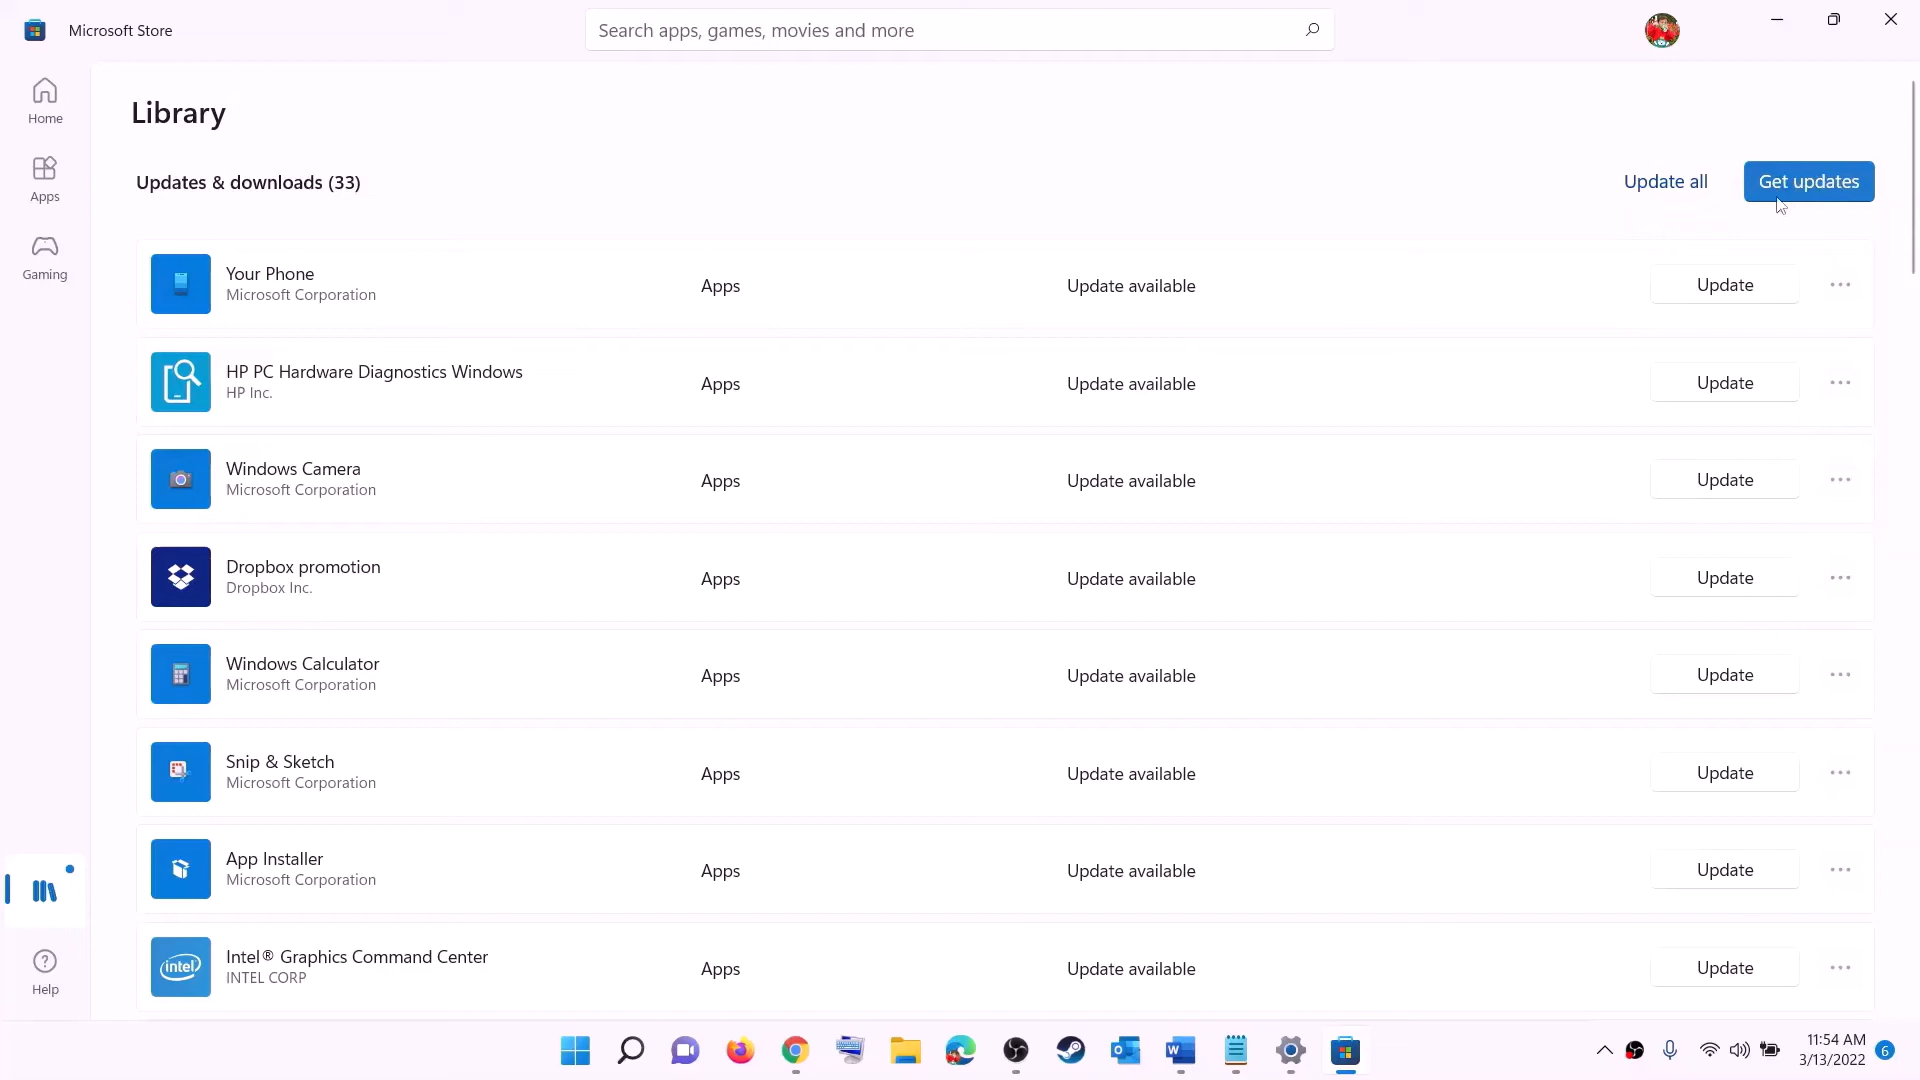 Microsoft Store
Search apps, games, movies and more
Home
Apps
Gaming
Help
Library
Updates & downloads (33)
Update all
Get updates
Your Phone
Microsoft Corporation
Apps
Update available
Update
HP PC Hardware Diagnostics Windows
HP Inc.
Apps
Update available
Update
Windows Camera
Microsoft Corporation
Apps
Update available
Update
Dropbox promotion
Dropbox Inc.
Apps
Update available
Update
Windows Calculator
Microsoft Corporation
Apps
Update available
Update
Snip & Sketch
Microsoft Corporation
Apps
Update available
Update
App Installer
Microsoft Corporation
Apps
Update available
Update
intel
Intel® Graphics Command Center
INTEL CORP
Apps
Update available
Update
11:54 AM
3/13/2022
6